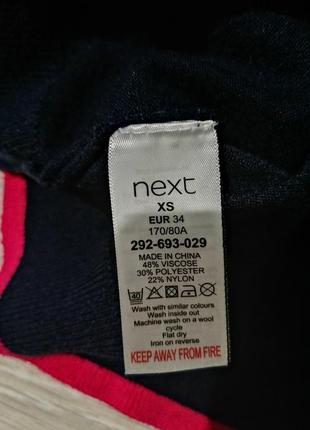 next
XS
EUR 34
170/80A
292-693-029
MADE IN CHINA
48% VISCOSE
30% POLYESTER
22% NYLON
40
Wash with similar colours
Wash inside out
Machine wash on a wool
cycle
Flat dry
Iron on reverse
KEEP AWAY FROM FIRE